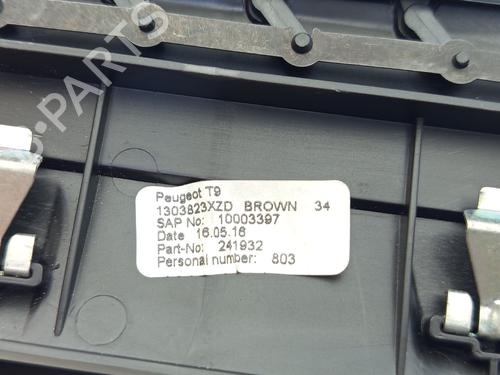 Peugeot T9
1303823XZD BROWN 34
SAP No: 10003397
Date 16.05.16
Part-No: 241932
Personal number: 803